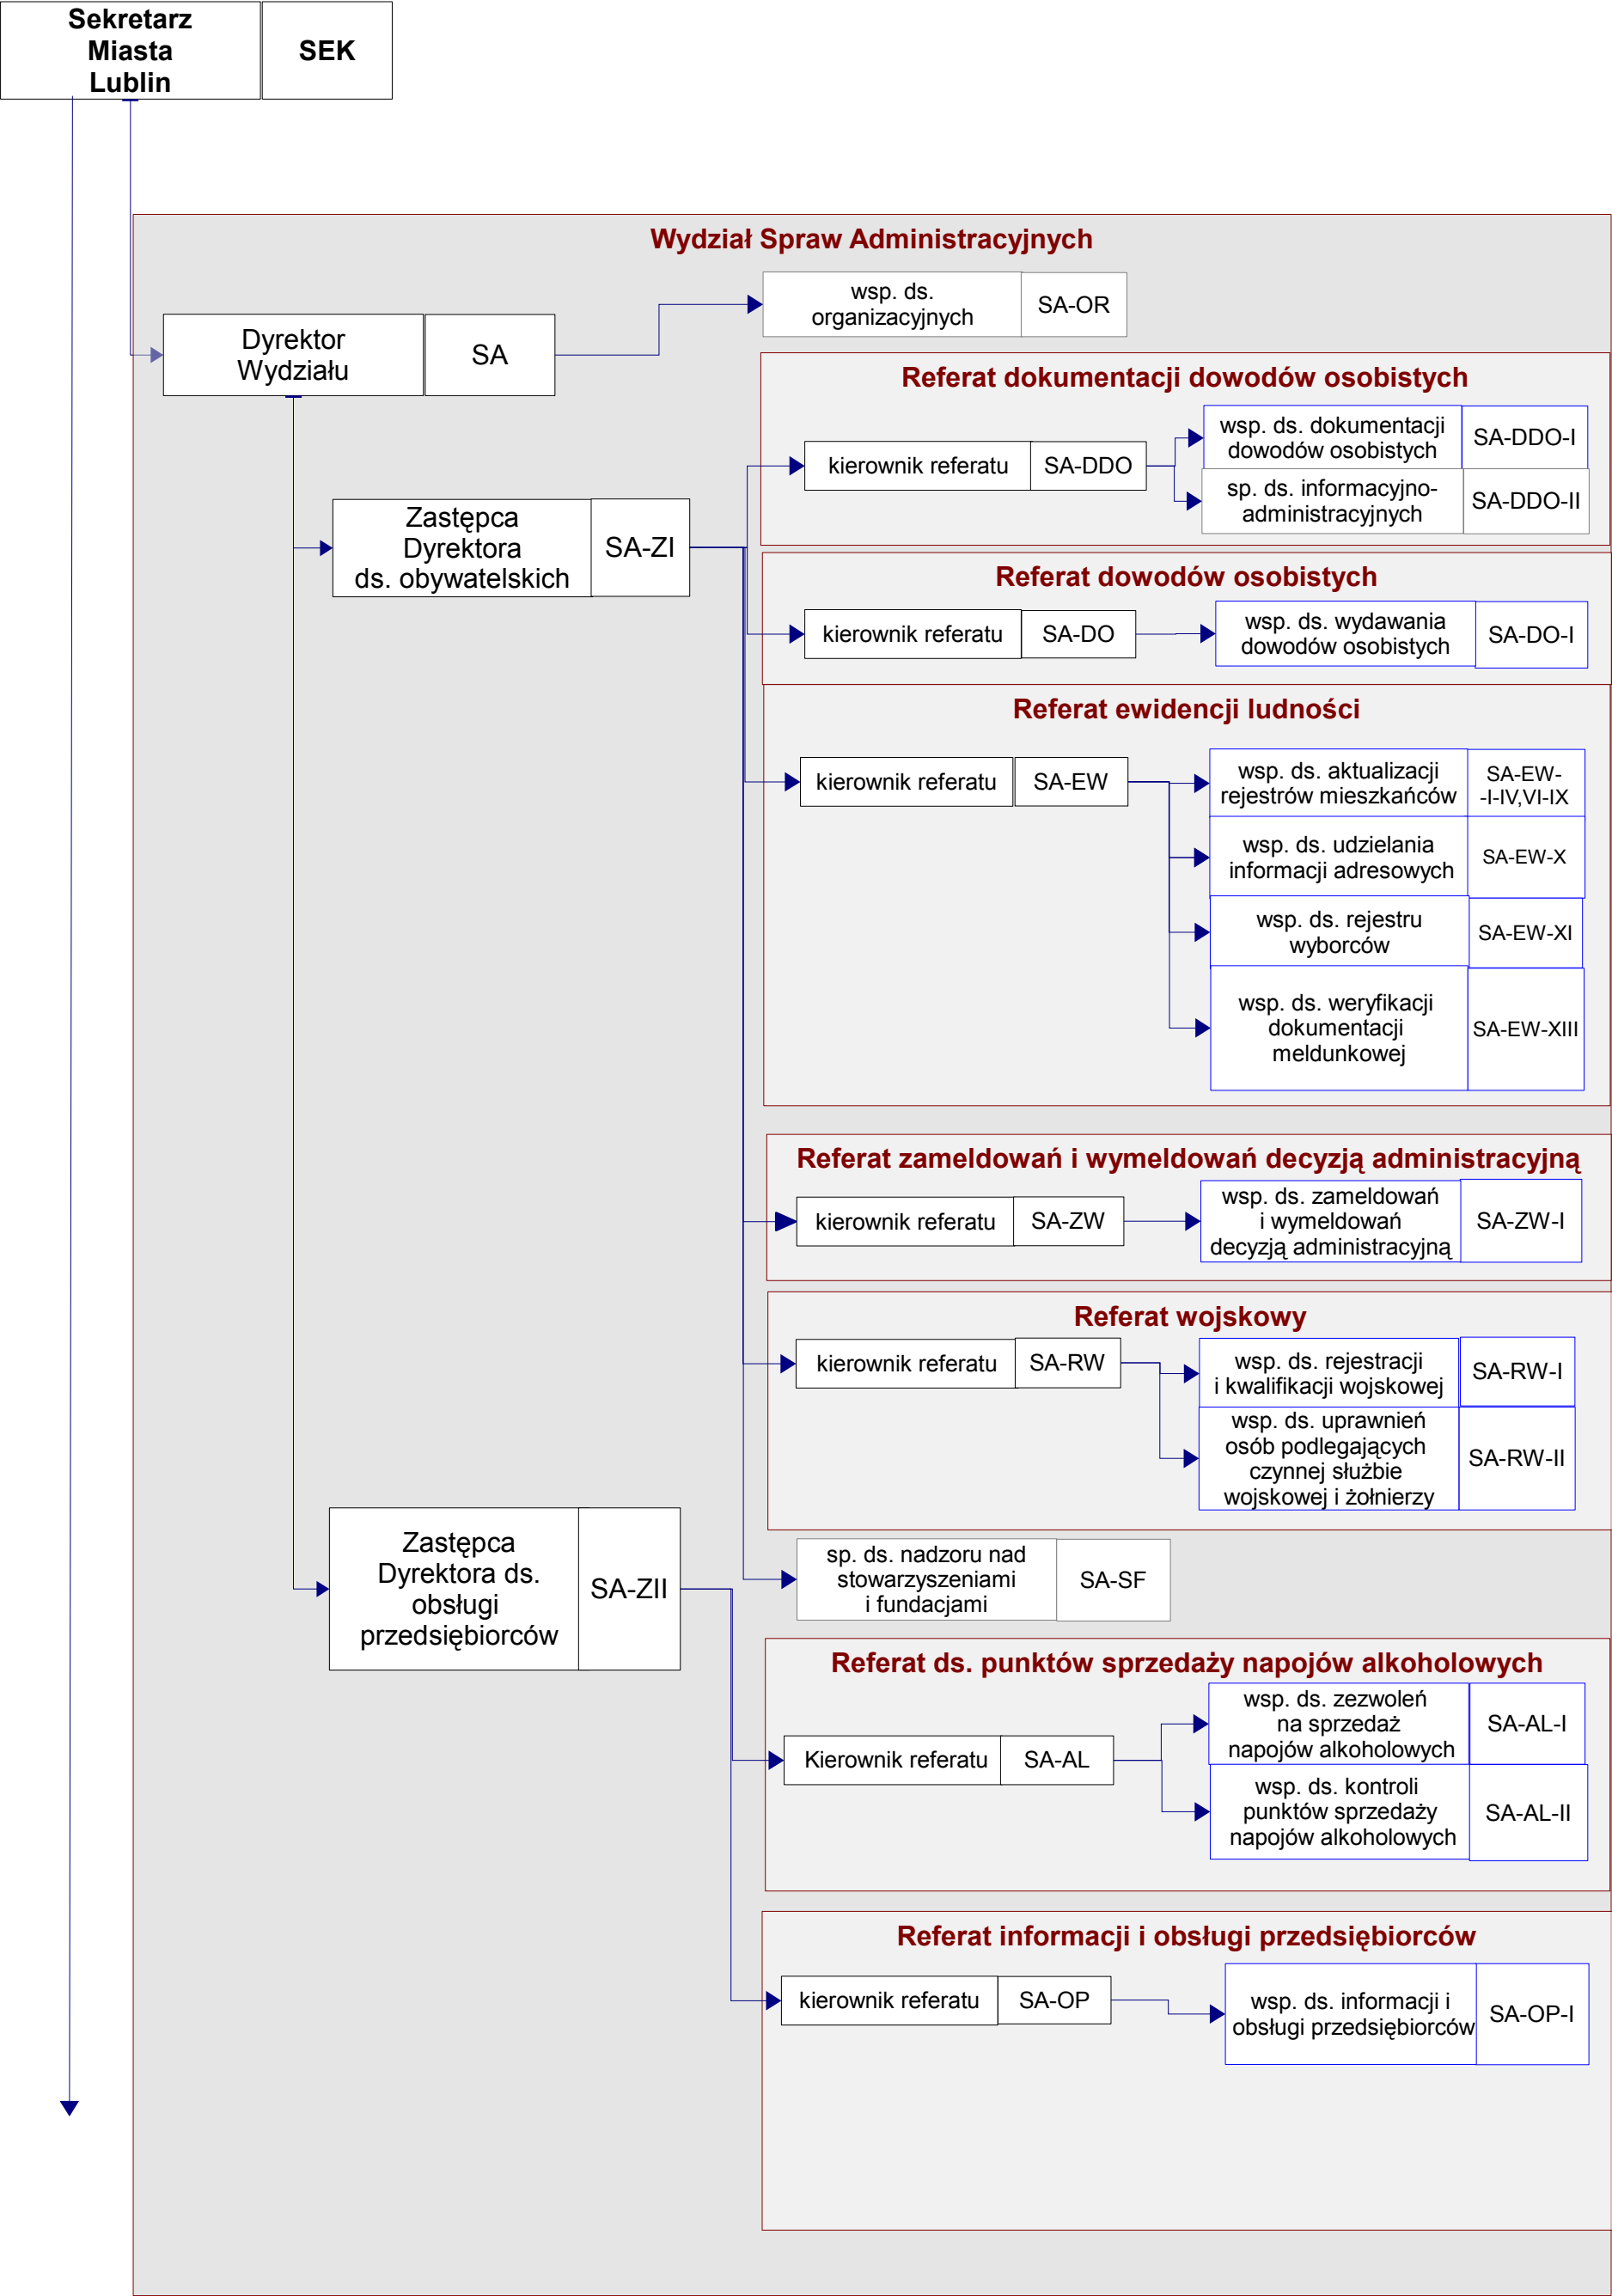 Sekretarz
Miasta
Lublin
SEK
Wydział Spraw Administracyjnych
wsp. ds.
organizacyjnych
SA-OR
Dyrektor
Wydziału
SA
Referat dokumentacji dowodów osobistych
kierownik referatu
SA-DDO
wsp. ds. dokumentacji
dowodów osobistych
SA-DDO-I
sp. ds. informacyjno-
administracyjnych
SA-DDO-II
Zastępca
Dyrektora
ds. obywatelskich
SA-ZI
Referat dowodów osobistych
kierownik referatu
SA-DO
wsp. ds. wydawania
dowodów osobistych
SA-DO-I
Referat ewidencji ludności
kierownik referatu
SA-EW
wsp. ds. aktualizacji
rejestrów mieszkańców
SA-EW-
-I-IV,VI-IX
wsp. ds. udzielania
informacji adresowych
SA-EW-X
wsp. ds. rejestru
wyborców
SA-EW-XI
wsp. ds. weryfikacji
dokumentacji
meldunkowej
SA-EW-XIII
Referat zameldowań i wymeldowań decyzją administracyjną
kierownik referatu
SA-ZW
wsp. ds. zameldowań
i wymeldowań
decyzją administracyjną
SA-ZW-I
Referat wojskowy
kierownik referatu
SA-RW
wsp. ds. rejestracji
i kwalifikacji wojskowej
SA-RW-I
wsp. ds. uprawnień
osób podlegających
czynnej służbie
wojskowej i żołnierzy
SA-RW-II
Zastępca
Dyrektora ds.
obsługi
przedsiębiorców
SA-ZII
sp. ds. nadzoru nad
stowarzyszeniami
i fundacjami
SA-SF
Referat ds. punktów sprzedaży napojów alkoholowych
Kierownik referatu
SA-AL
wsp. ds. zezwoleń
na sprzedaż
napojów alkoholowych
SA-AL-I
wsp. ds. kontroli
punktów sprzedaży
napojów alkoholowych
SA-AL-II
Referat informacji i obsługi przedsiębiorców
kierownik referatu
SA-OP
wsp. ds. informacji i
obsługi przedsiębiorców
SA-OP-I